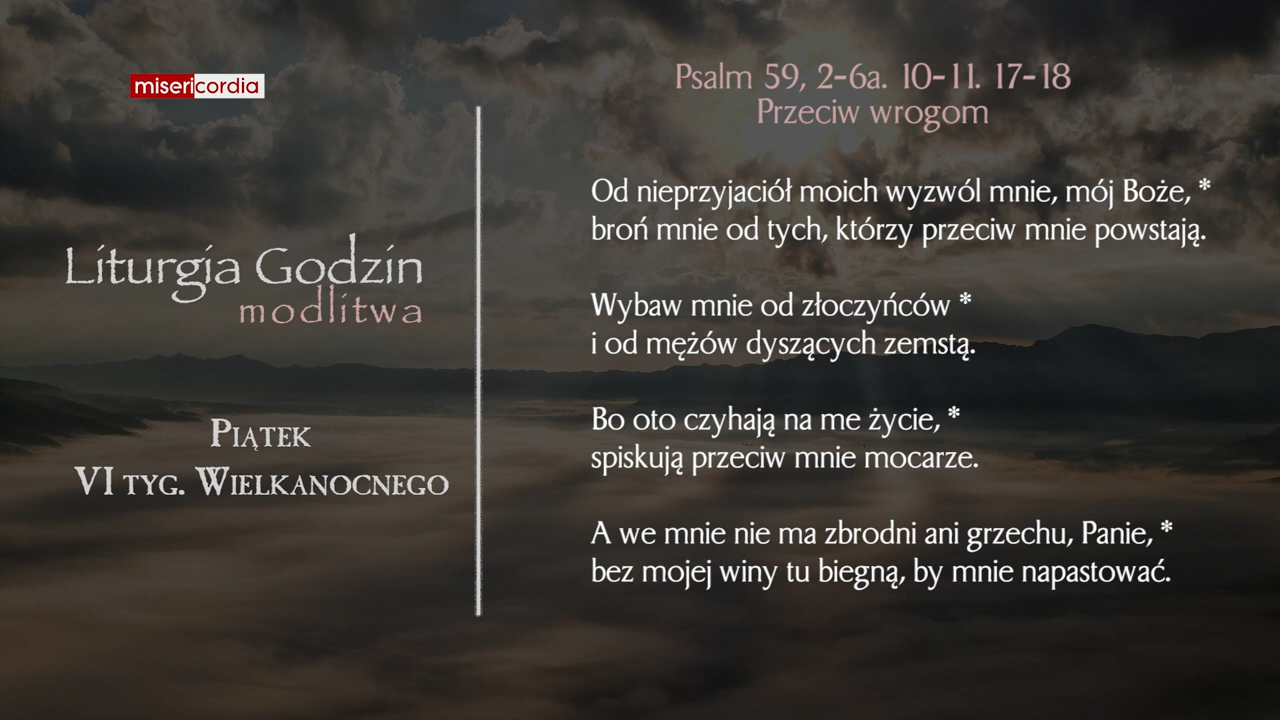 misericordia
Liturgia Godzin
modlitwa
Piątek
VI tyg. Wielkanocnego
Psalm 59, 2-6a. 10-11. 17-18
Przeciw wrogom
Od nieprzyjaciół moich wyzwól mnie, mój Boże, *
broń mnie od tych, którzy przeciw mnie powstają.
Wybaw mnie od złoczyńców *
i od mężów dyszących zemstą.
Bo oto czyhają na me życie, *
spiskują przeciw mnie mocarze.
A we mnie nie ma zbrodni ani grzechu, Panie, *
bez mojej winy tu biegną, by mnie napastować.